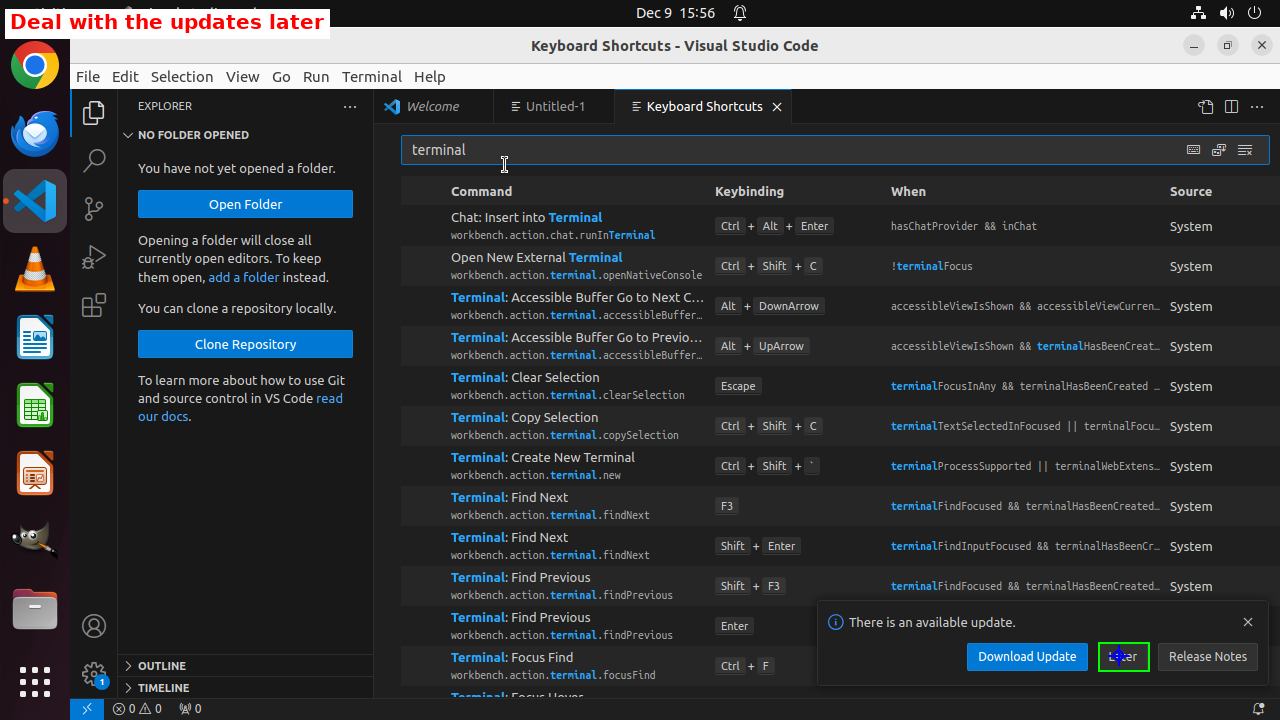 Deal with the updates later
Dec 9 15:56
Keyboard Shortcuts - Visual Studio Code
File Edit Selection View Go Run Terminal Help
EXPLORER
Welcome
Untitled-1
Keyboard Shortcuts
NO FOLDER OPENED
You have not yet opened a folder.
Open Folder
Opening a folder will close all
currently open editors. To keep
them open, add a folder instead.
You can clone a repository locally.
Clone Repository
To learn more about how to use Git
and source control in VS Code read
our docs.
OUTLINE
TIMELINE
terminal
Command Keybinding When Source
Chat: Insert into Terminal
workbench.action.chat.runInTerminal
Ctrl + Alt + Enter
hasChatProvider && inChat
System
Open New External Terminal
workbench.action.terminal.openNativeConsole
Ctrl + Shift + C
!terminalFocus
System
Terminal: Accessible Buffer Go to Next C…
workbench.action.terminal.accessibleBuffer…
Alt + DownArrow
accessibleViewIsShown && accessibleViewCurren…
System
Terminal: Accessible Buffer Go to Previo…
workbench.action.terminal.accessibleBuffer…
Alt + UpArrow
accessibleViewIsShown && terminalHasBeenCreat…
System
Terminal: Clear Selection
workbench.action.terminal.clearSelection
Escape
terminalFocusInAny && terminalHasBeenCreated …
System
Terminal: Copy Selection
workbench.action.terminal.copySelection
Ctrl + Shift + C
terminalTextSelectedInFocused || terminalFocu…
System
Terminal: Create New Terminal
workbench.action.terminal.new
Ctrl + Shift + `
terminalProcessSupported || terminalWebExtens…
System
Terminal: Find Next
workbench.action.terminal.findNext
F3
terminalFindFocused && terminalHasBeenCreated…
System
Terminal: Find Next
workbench.action.terminal.findNext
Shift + Enter
terminalFindInputFocused && terminalHasBeenCr…
System
Terminal: Find Previous
workbench.action.terminal.findPrevious
Shift + F3
terminalFindFocused && terminalHasBeenCreated…
System
Terminal: Find Previous
workbench.action.terminal.findPrevious
Enter
Terminal: Focus Find
workbench.action.terminal.focusFind
Ctrl + F
There is an available update.
Download Update
Release Notes
1
0 0 0